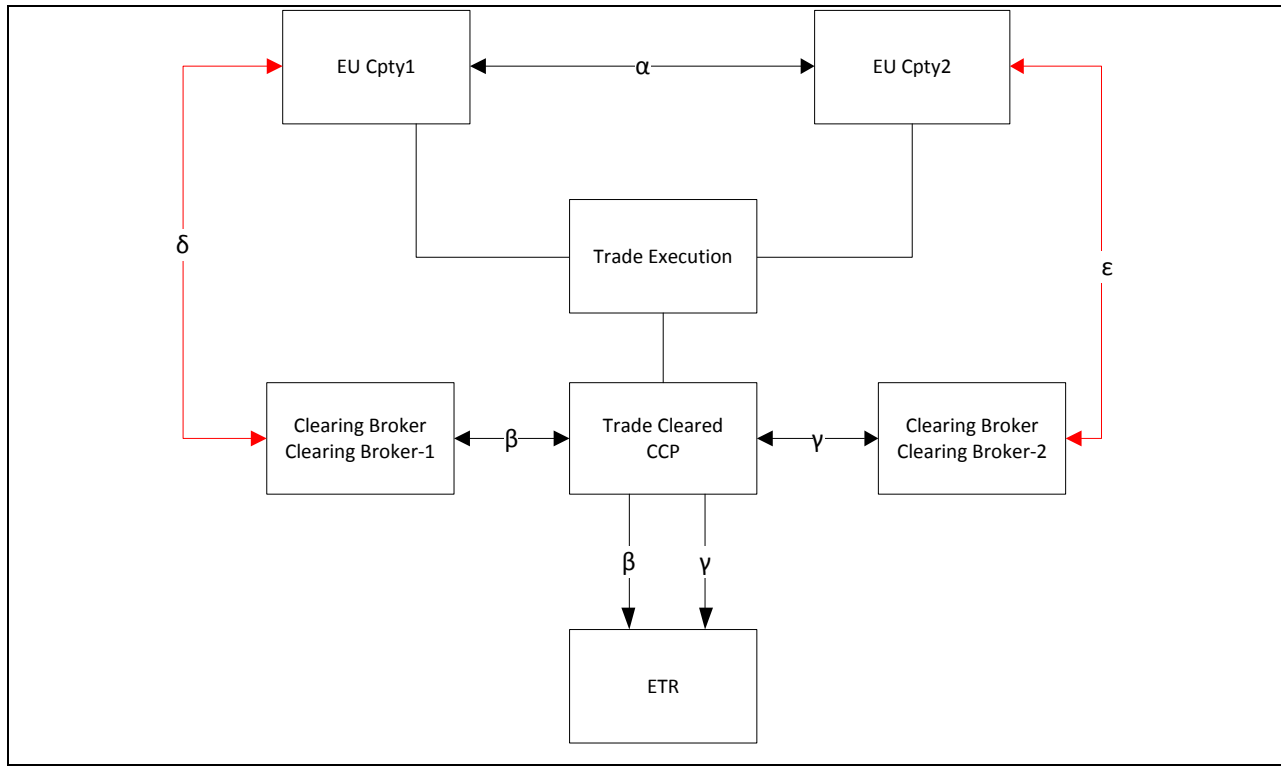 EU Cpty1
α
EU Cpty2
δ
Trade Execution
ε
Clearing Broker
Clearing Broker-1
β
Trade Cleared
CCP
γ
Clearing Broker
Clearing Broker-2
β
γ
ETR